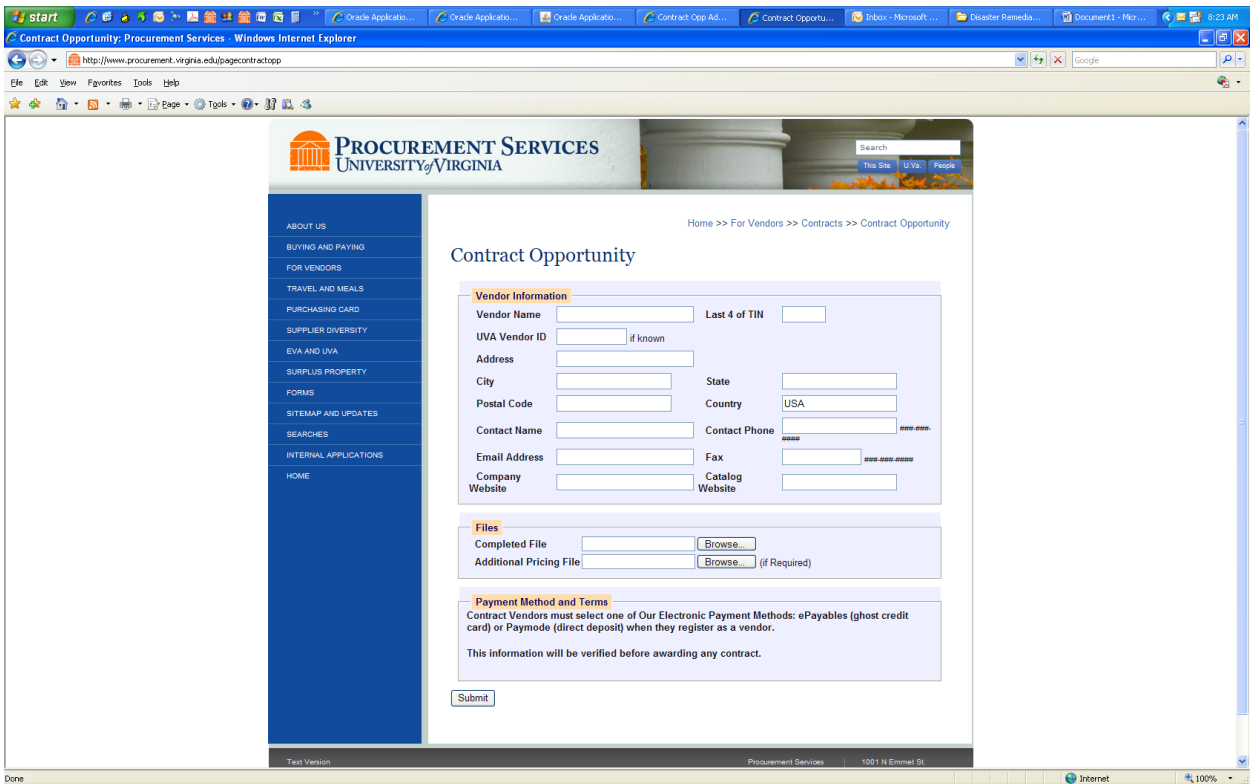 start
Oracle Applicatio...
Oracle Applicatio...
Oracle Applicatio...
Contract Opp Ad...
Contract Opportu...
Inbox - Microsoft ...
Disaster Remedia...
Document1 - Micr...
8:23 AM
Contract Opportunity: Procurement Services - Windows Internet Explorer
http://www.procurement.virginia.edu/pagecontractopp
Google
File Edit View Favorites Tools Help
Page Tools
PROCUREMENT SERVICES
UNIVERSITY of VIRGINIA
Search
This Site U.Va. People
ABOUT US
BUYING AND PAYING
FOR VENDORS
TRAVEL AND MEALS
PURCHASING CARD
SUPPLIER DIVERSITY
EVA AND UVA
SURPLUS PROPERTY
FORMS
SITEMAP AND UPDATES
SEARCHES
INTERNAL APPLICATIONS
HOME
Home >> For Vendors >> Contracts >> Contract Opportunity
Contract Opportunity
Vendor Information
Vendor Name Last 4 of TIN
UVA Vendor ID if known
Address
City State
Postal Code Country USA
Contact Name Contact Phone ###-###-
####
Email Address Fax ###-###-####
Company Catalog
Website Website
Files
Completed File Browse...
Additional Pricing File Browse... (if Required)
Payment Method and Terms
Contract Vendors must select one of Our Electronic Payment Methods: ePayables (ghost credit
card) or Paymode (direct deposit) when they register as a vendor.
This information will be verified before awarding any contract.
Submit
Text Version Procurement Services 1001 N Emmet St.
Done Internet 100%